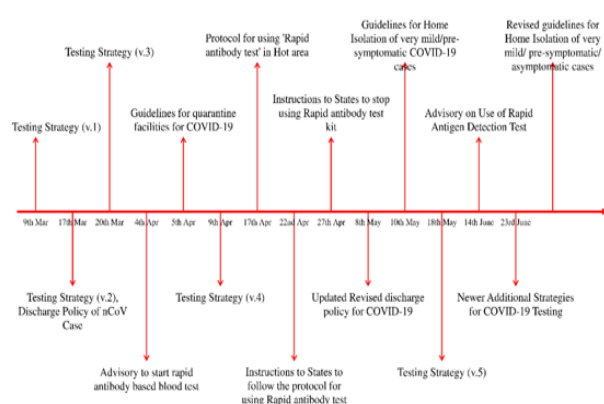 Guidelines for Home
Isolation of very mild/pre-
symptomatic COVID-19
cases
Revised guidelines for
Home Isolation of very
mild/ pre-symptomatic/
asymptomatic cases
Protocol for using 'Rapid
antibody test' in Hot area
Testing Strategy (v.3)
Instructions to States to stop
using Rapid antibody test
kit
Guidelines for quarantine
facilities for COVID-19
Advisory on Use of Rapid
Antigen Detection Test
Testing Strategy (v.1)
9th Mar 17th Mar 20th Mar 4th Apr 5th Apr 9th Apr 17th Apr 22nd Apr 27th Apr 8th May 10th May 18th May 14th June 23rd June
Testing Strategy (v.2),
Discharge Policy of nCoV
Case
Testing Strategy (v.4)
Updated Revised discharge
policy for COVID-19
Newer Additional Strategies
for COVID-19 Testing
Advisory to start rapid
antibody based blood test
Instructions to States to
follow the protocol for
using Rapid antibody test
Testing Strategy (v.5)